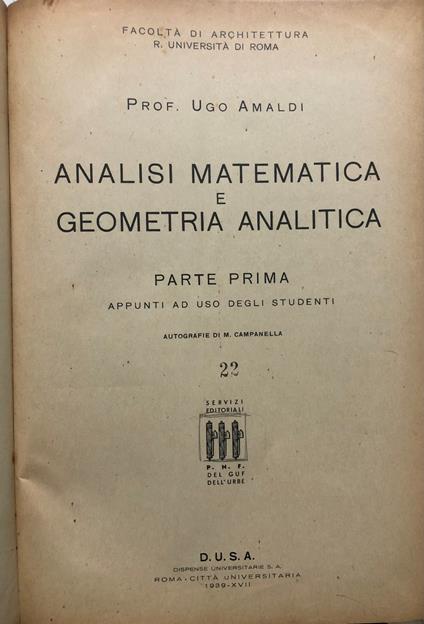 FACOLTÀ DI ARCHITETTURA
R. UNIVERSITÀ DI ROMA
PROF. UGO AMALDI
ANALISI MATEMATICA
E
GEOMETRIA ANALITICA
PARTE PRIMA
APPUNTI AD USO DEGLI STUDENTI
AUTOGRAFIE DI M. CAMPANELLA
22
SERVIZI
EDITORIALI
P. N. F.
DEL GUF
DELL'URBE
D. U. S. A.
DISPENSE UNIVERSITARIE S. A.
ROMA - CITTÀ UNIVERSITARIA
1939-XVII